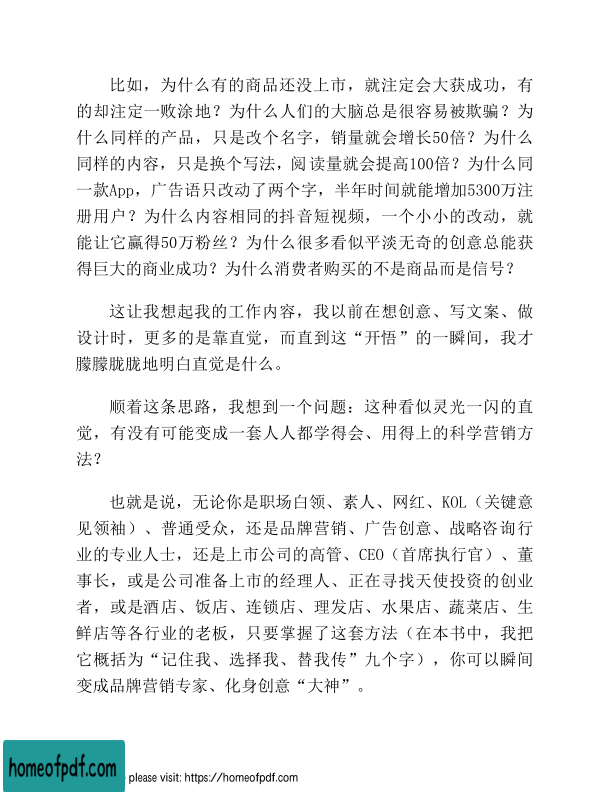 比如，为什么有的商品还没上市，就注定会大获成功，有
的却注定一败涂地？为什么人们的大脑总是很容易被欺骗？为
什么同样的产品，只是改个名字，销量就会增长50倍？为什么
同样的内容，只是换个写法，阅读量就会提高100倍？为什么同
一款App，广告语只改动了两个字，半年时间就能增加5300万注
册用户？为什么内容相同的抖音短视频，一个小小的改动，就
能让它赢得50万粉丝？为什么很多看似平淡无奇的创意总能获
得巨大的商业成功？为什么消费者购买的不是商品而是信号？
这让我想起我的工作内容，我以前在想创意、写文案、做
设计时，更多的是靠直觉，而直到这“开悟”的一瞬间，我才
朦朦胧胧地明白直觉是什么。
顺着这条思路，我想到一个问题：这种看似灵光一闪的直
觉，有没有可能变成一套人人都学得会、用得上的科学营销方
法？
也就是说，无论你是职场白领、素人、网红、KOL（关键意
见领袖）、普通受众，还是品牌营销、广告创意、战略咨询行
业的专业人士，还是上市公司的高管、CEO（首席执行官）、董
事长，或是公司准备上市的经理人、正在寻找天使投资的创业
者，或是酒店、饭店、连锁店、理发店、水果店、蔬菜店、生
鲜店等各行业的老板，只要掌握了这套方法（在本书中，我把
它概括为“记住我、选择我、替我传”九个字），你可以瞬间
变成品牌营销专家、化身创意“大神”。
homeofpdf.com
please visit: https://homeofpdf.com